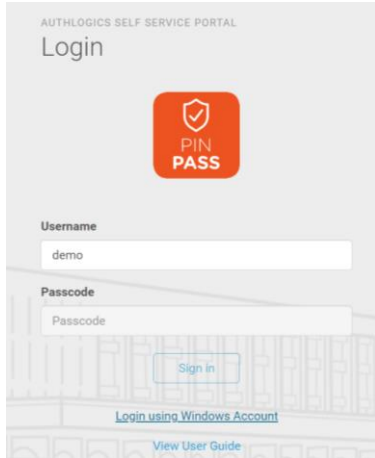 AUTHLOGICS SELF SERVICE PORTAL
Login
PIN
PASS
Username
demo
Passcode
Passcode
Sign in
Login using Windows Account
View User Guide